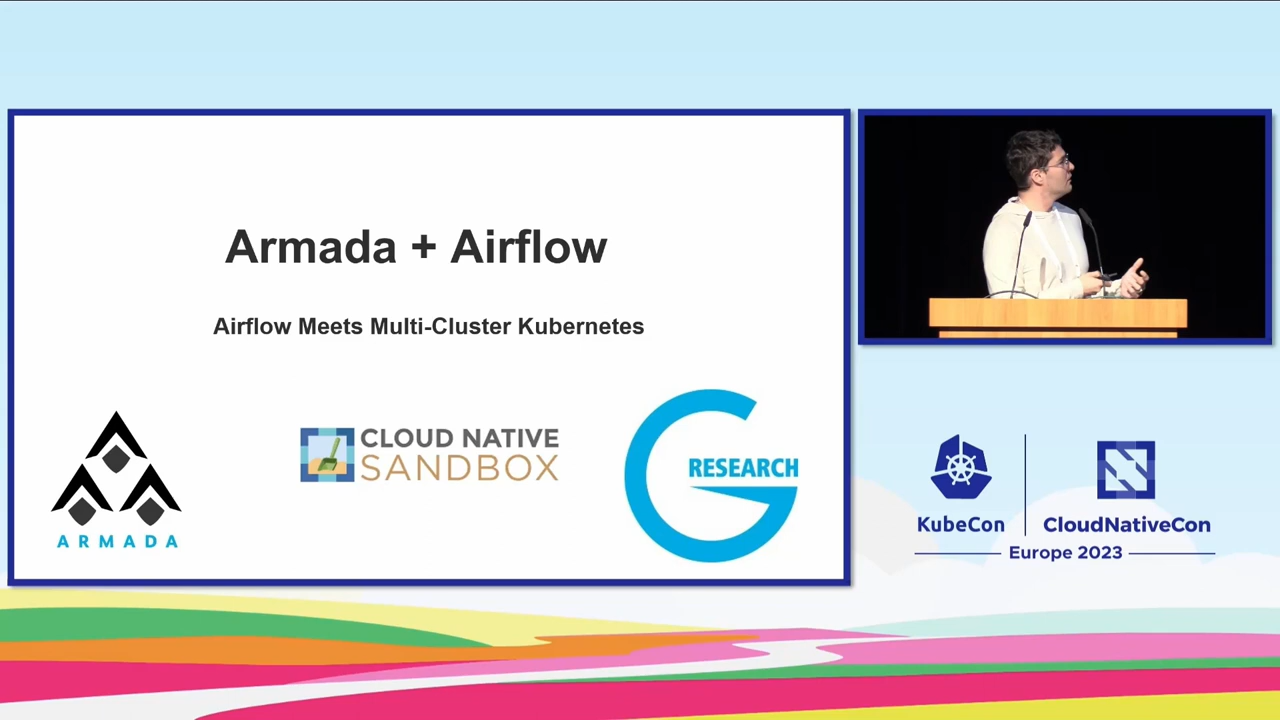 Armada + Airflow
Airflow Meets Multi-Cluster Kubernetes
ARMADA
CLOUD NATIVE
SANDBOX
RESEARCH
KubeCon
CloudNativeCon
Europe 2023